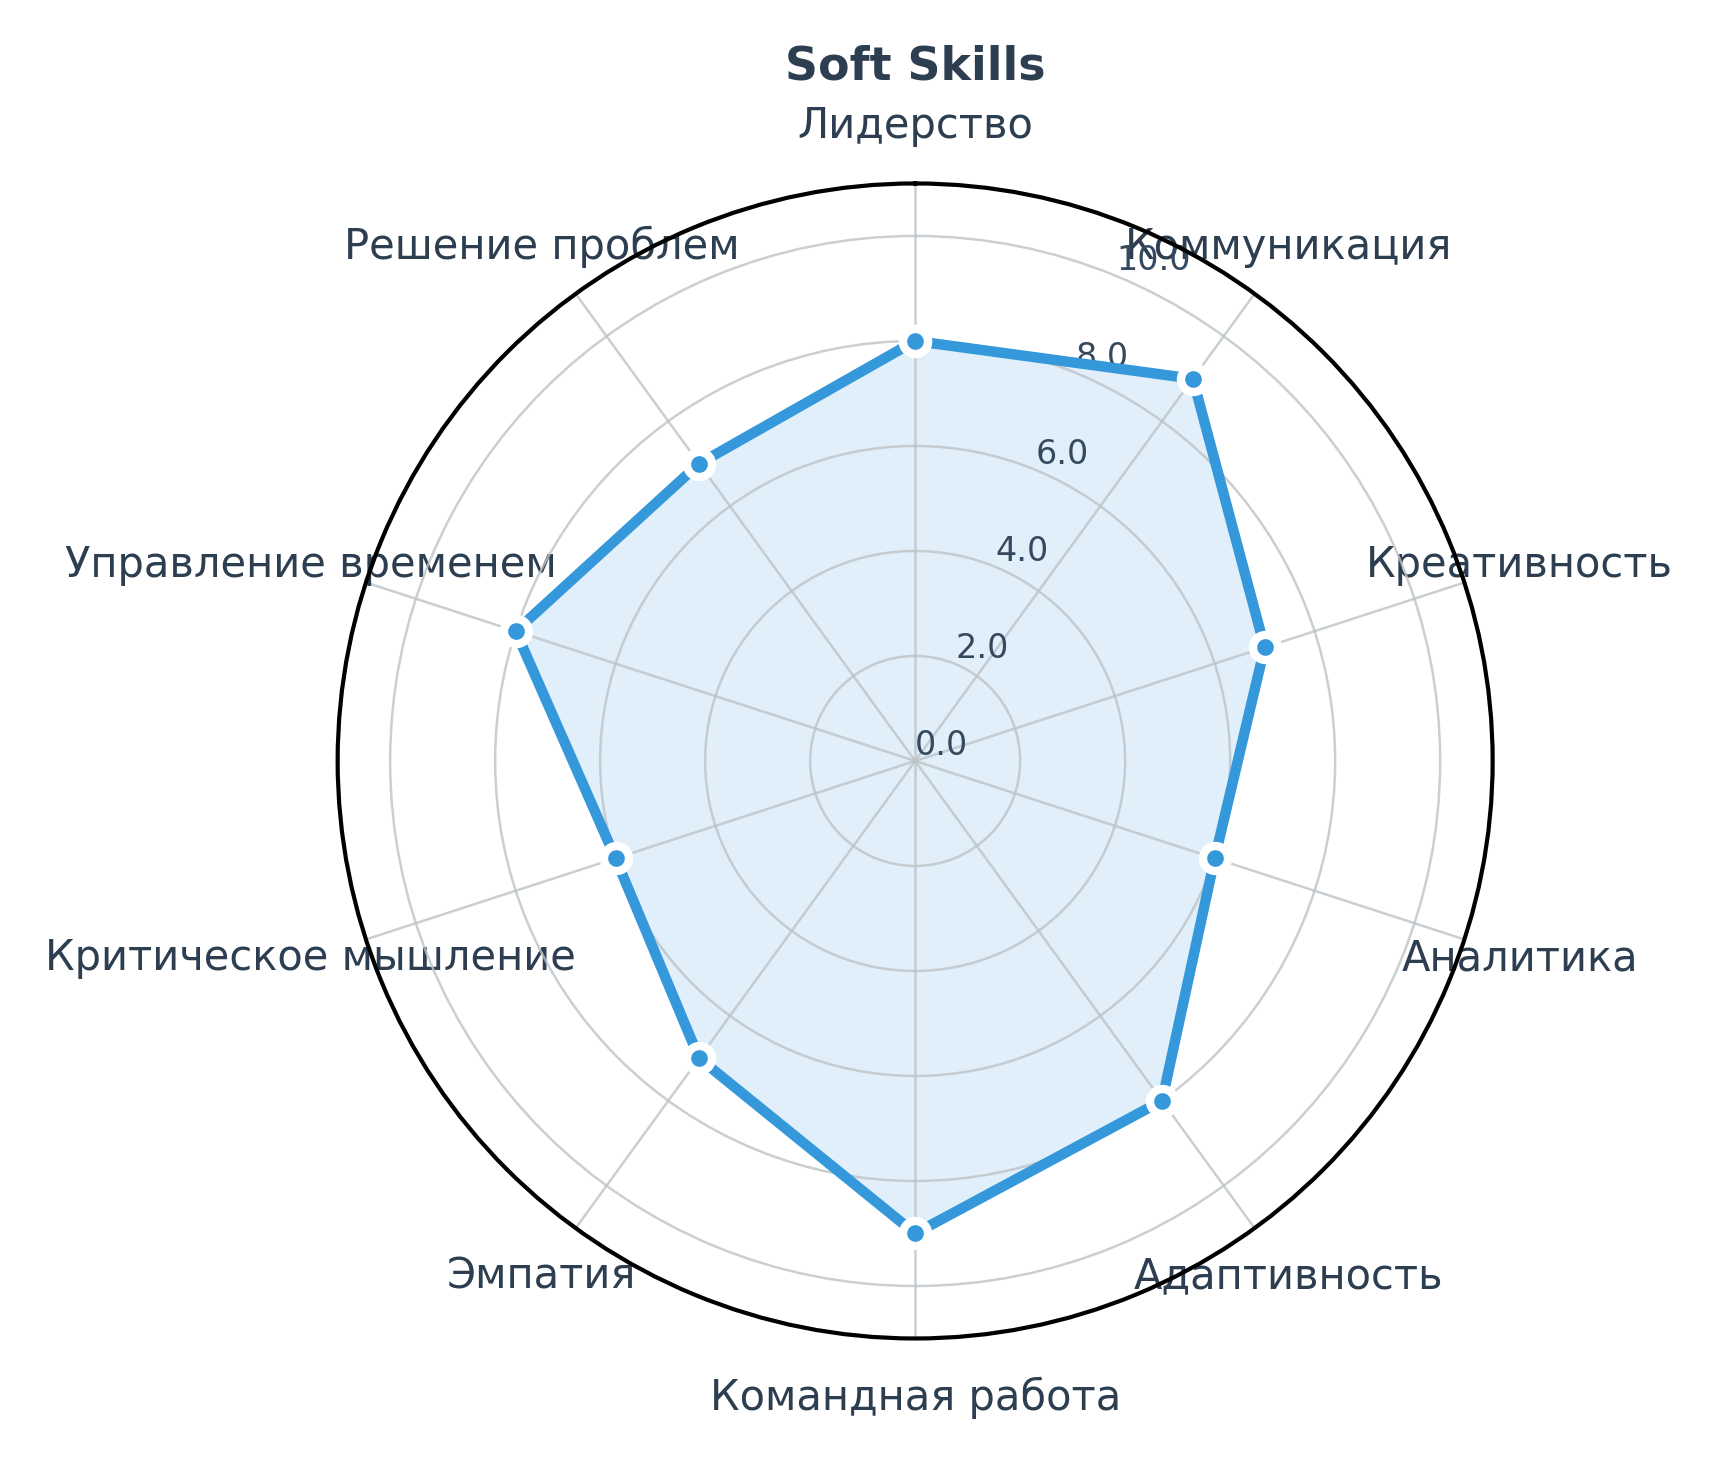 Soft Skills
Лидерство
Решение проблем
Коммуникация
10.0
8.0
6.0
4.0
Управление временем
Креативность
2.0
0.0
Критическое мышление
Аналитика
Эмпатия
Адаптивность
Командная работа